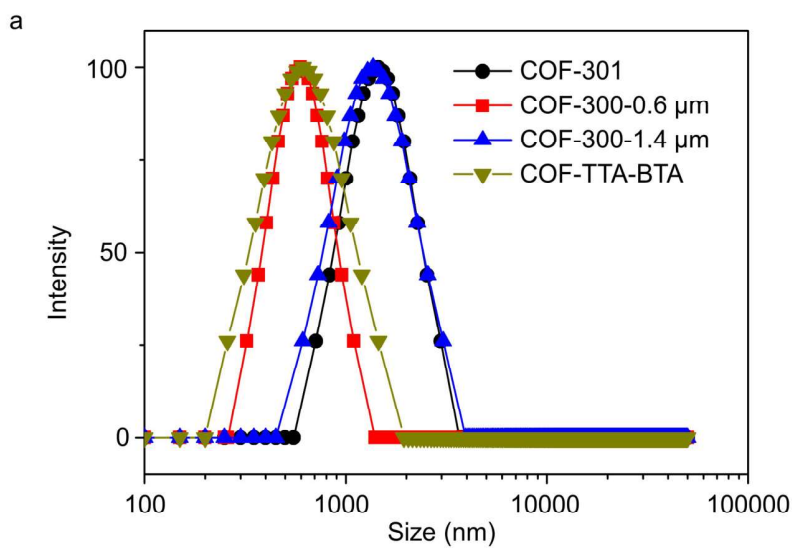 a
100
50
0
Intensity
COF-301
COF-300-0.6 μm
COF-300-1.4 μm
COF-TTA-BTA
100 1000 10000 100000
Size (nm)